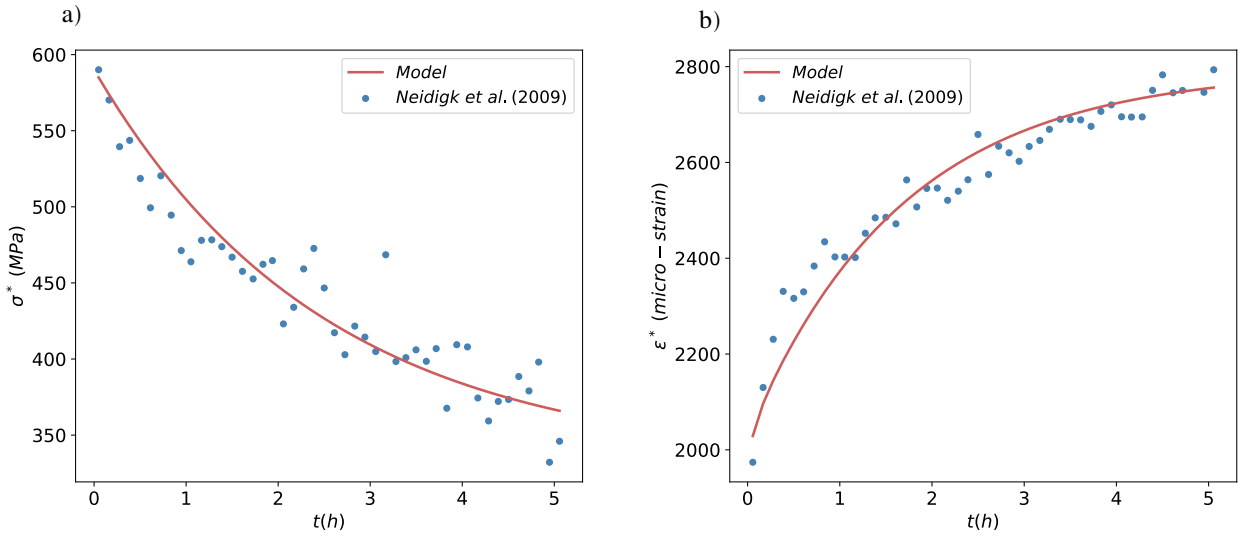 a)
600
550
500
450
400
350
σ* (MPa)
0 1 2 3 4 5
t(h)
Model
Neidigk et al. (2009)
b)
2800
2600
2400
2200
2000
ε* (micro − strain)
0 1 2 3 4 5
t(h)
Model
Neidigk et al. (2009)